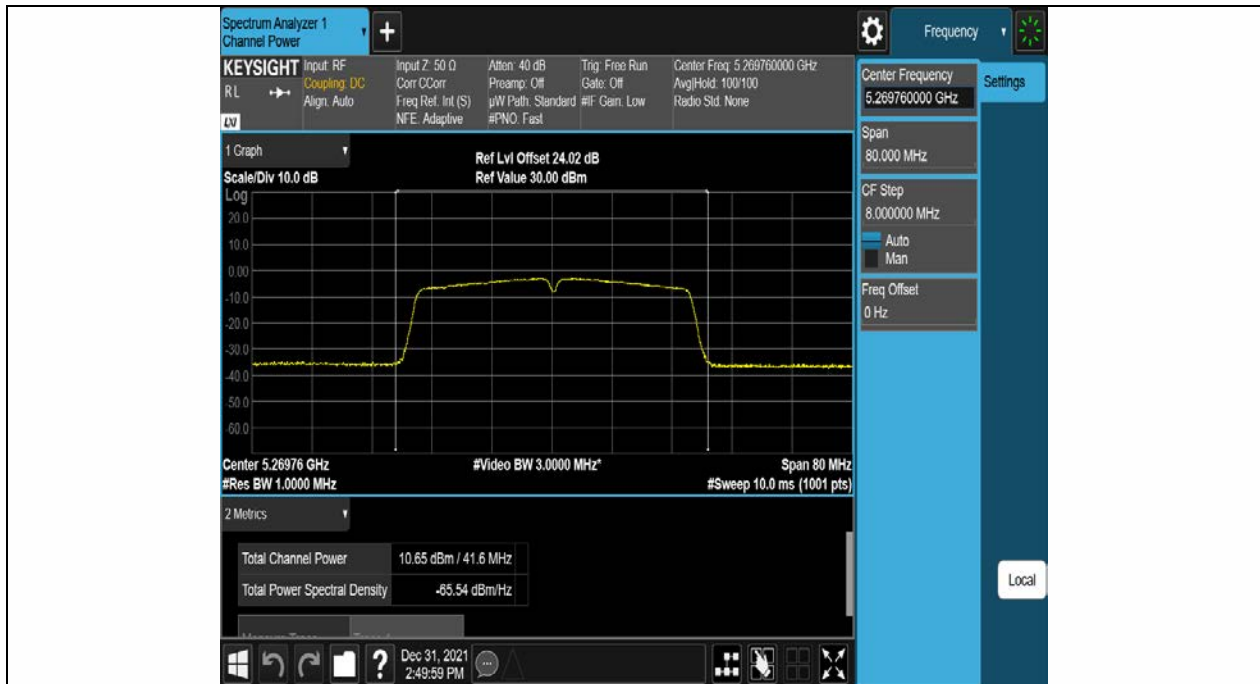 Spectrum Analyzer 1
Channel Power
+
Frequency
KEYSIGHT
RL
LXI
Input: RF
Coupling: DC
Align: Auto
Input Z: 50 Ω
Corr CCorr
Freq Ref: Int (S)
NFE: Adaptive
Atten: 40 dB
Preamp: Off
µW Path: Standard
#PNO: Fast
Trig: Free Run
Gate: Off
#IF Gain: Low
Center Freq: 5.269760000 GHz
Avg|Hold: 100/100
Radio Std: None
Center Frequency
5.269760000 GHz
Settings
Span
80.000 MHz
CF Step
8.000000 MHz
Auto
Man
Freq Offset
0 Hz
Local
1 Graph
Scale/Div 10.0 dB
Ref Lvl Offset 24.02 dB
Ref Value 30.00 dBm
Log
20.0
10.0
0.00
-10.0
-20.0
-30.0
-40.0
-50.0
-60.0
Center 5.26976 GHz
#Video BW 3.0000 MHz*
Span 80 MHz
#Res BW 1.0000 MHz
#Sweep 10.0 ms (1001 pts)
2 Metrics
Total Channel Power
10.65 dBm / 41.6 MHz
Total Power Spectral Density
-65.54 dBm/Hz
?
Dec 31, 2021
2:49:59 PM